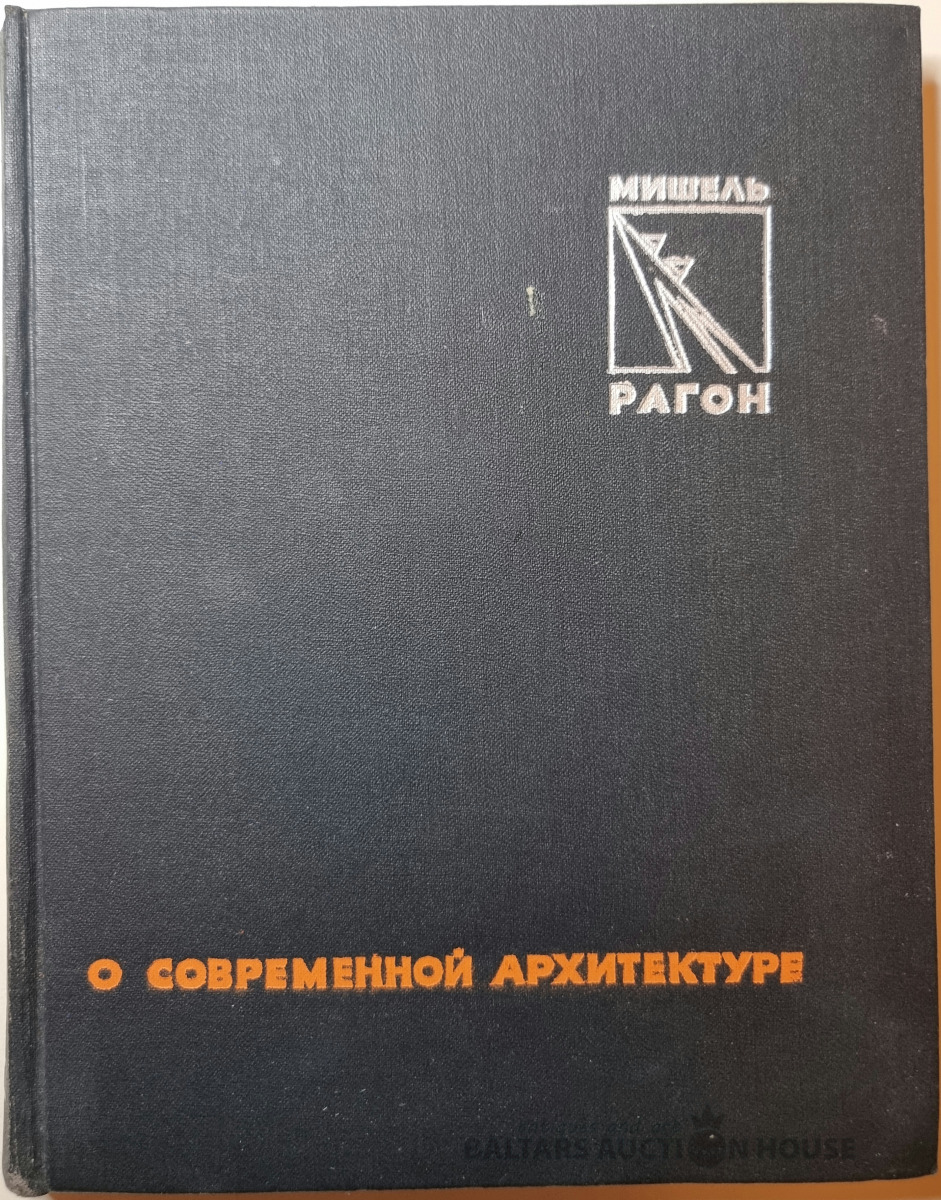 МИШЕЛЬ
РАГОН
О СОВРЕМЕННОЙ АРХИТЕКТУРЕ
BALTARS AUCTION HOUSE